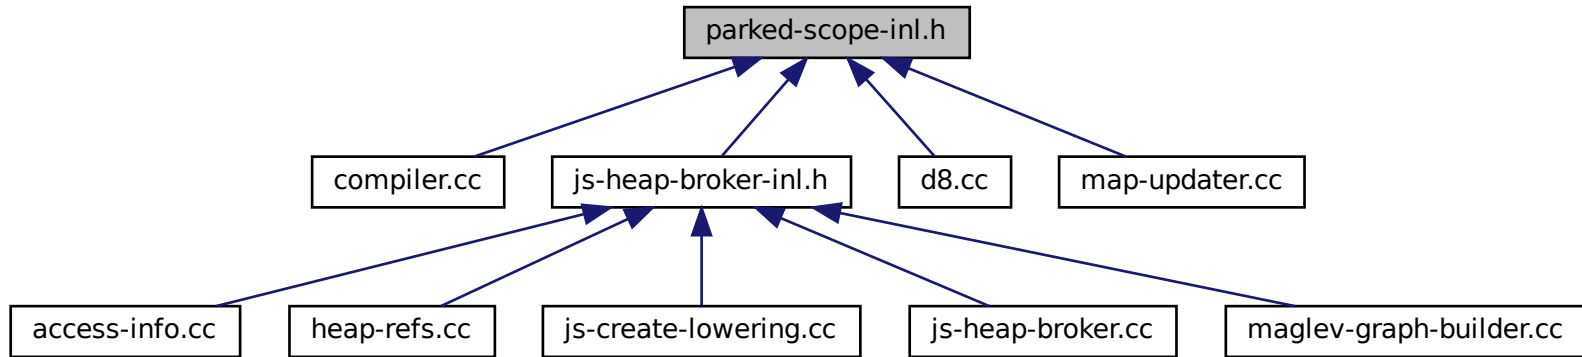 parked-scope-inl.h
compiler.cc
js-heap-broker-inl.h
d8.cc
map-updater.cc
access-info.cc
heap-refs.cc
js-create-lowering.cc
js-heap-broker.cc
maglev-graph-builder.cc